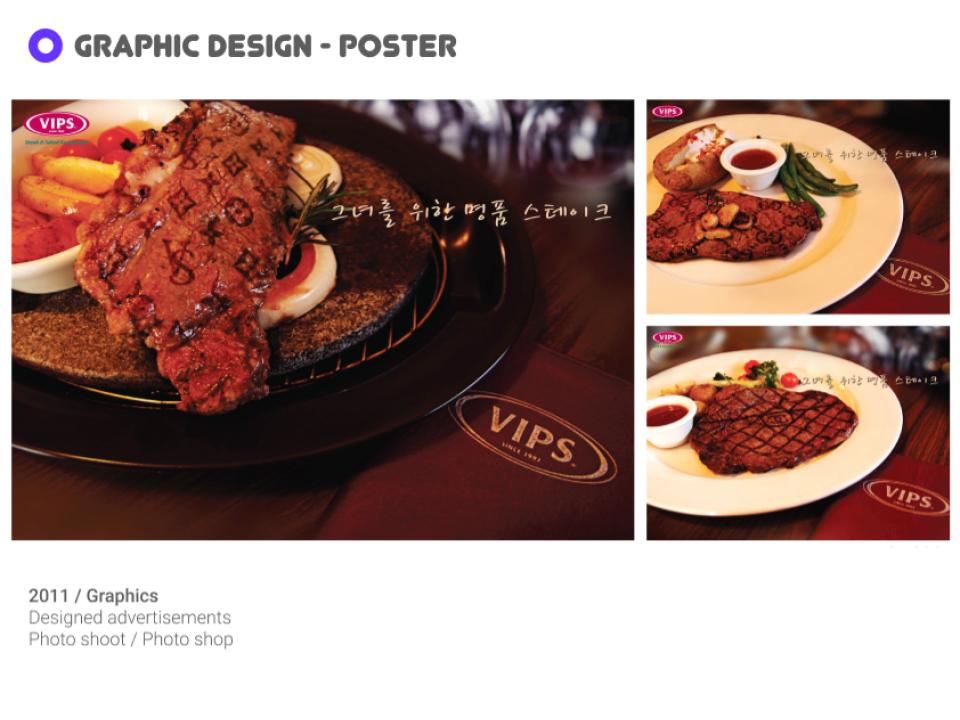 GRAPHIC DESIGN - POSTER
VIPS
그녀를 위한 명품 스테이크
VIPS
SINCE 1997
VIPS
그녀를 위한 명품 스테이크
VIPS
VIPS
그녀를 위한 명품 스테이크
VIPS
2011 / Graphics
Designed advertisements
Photo shoot / Photo shop